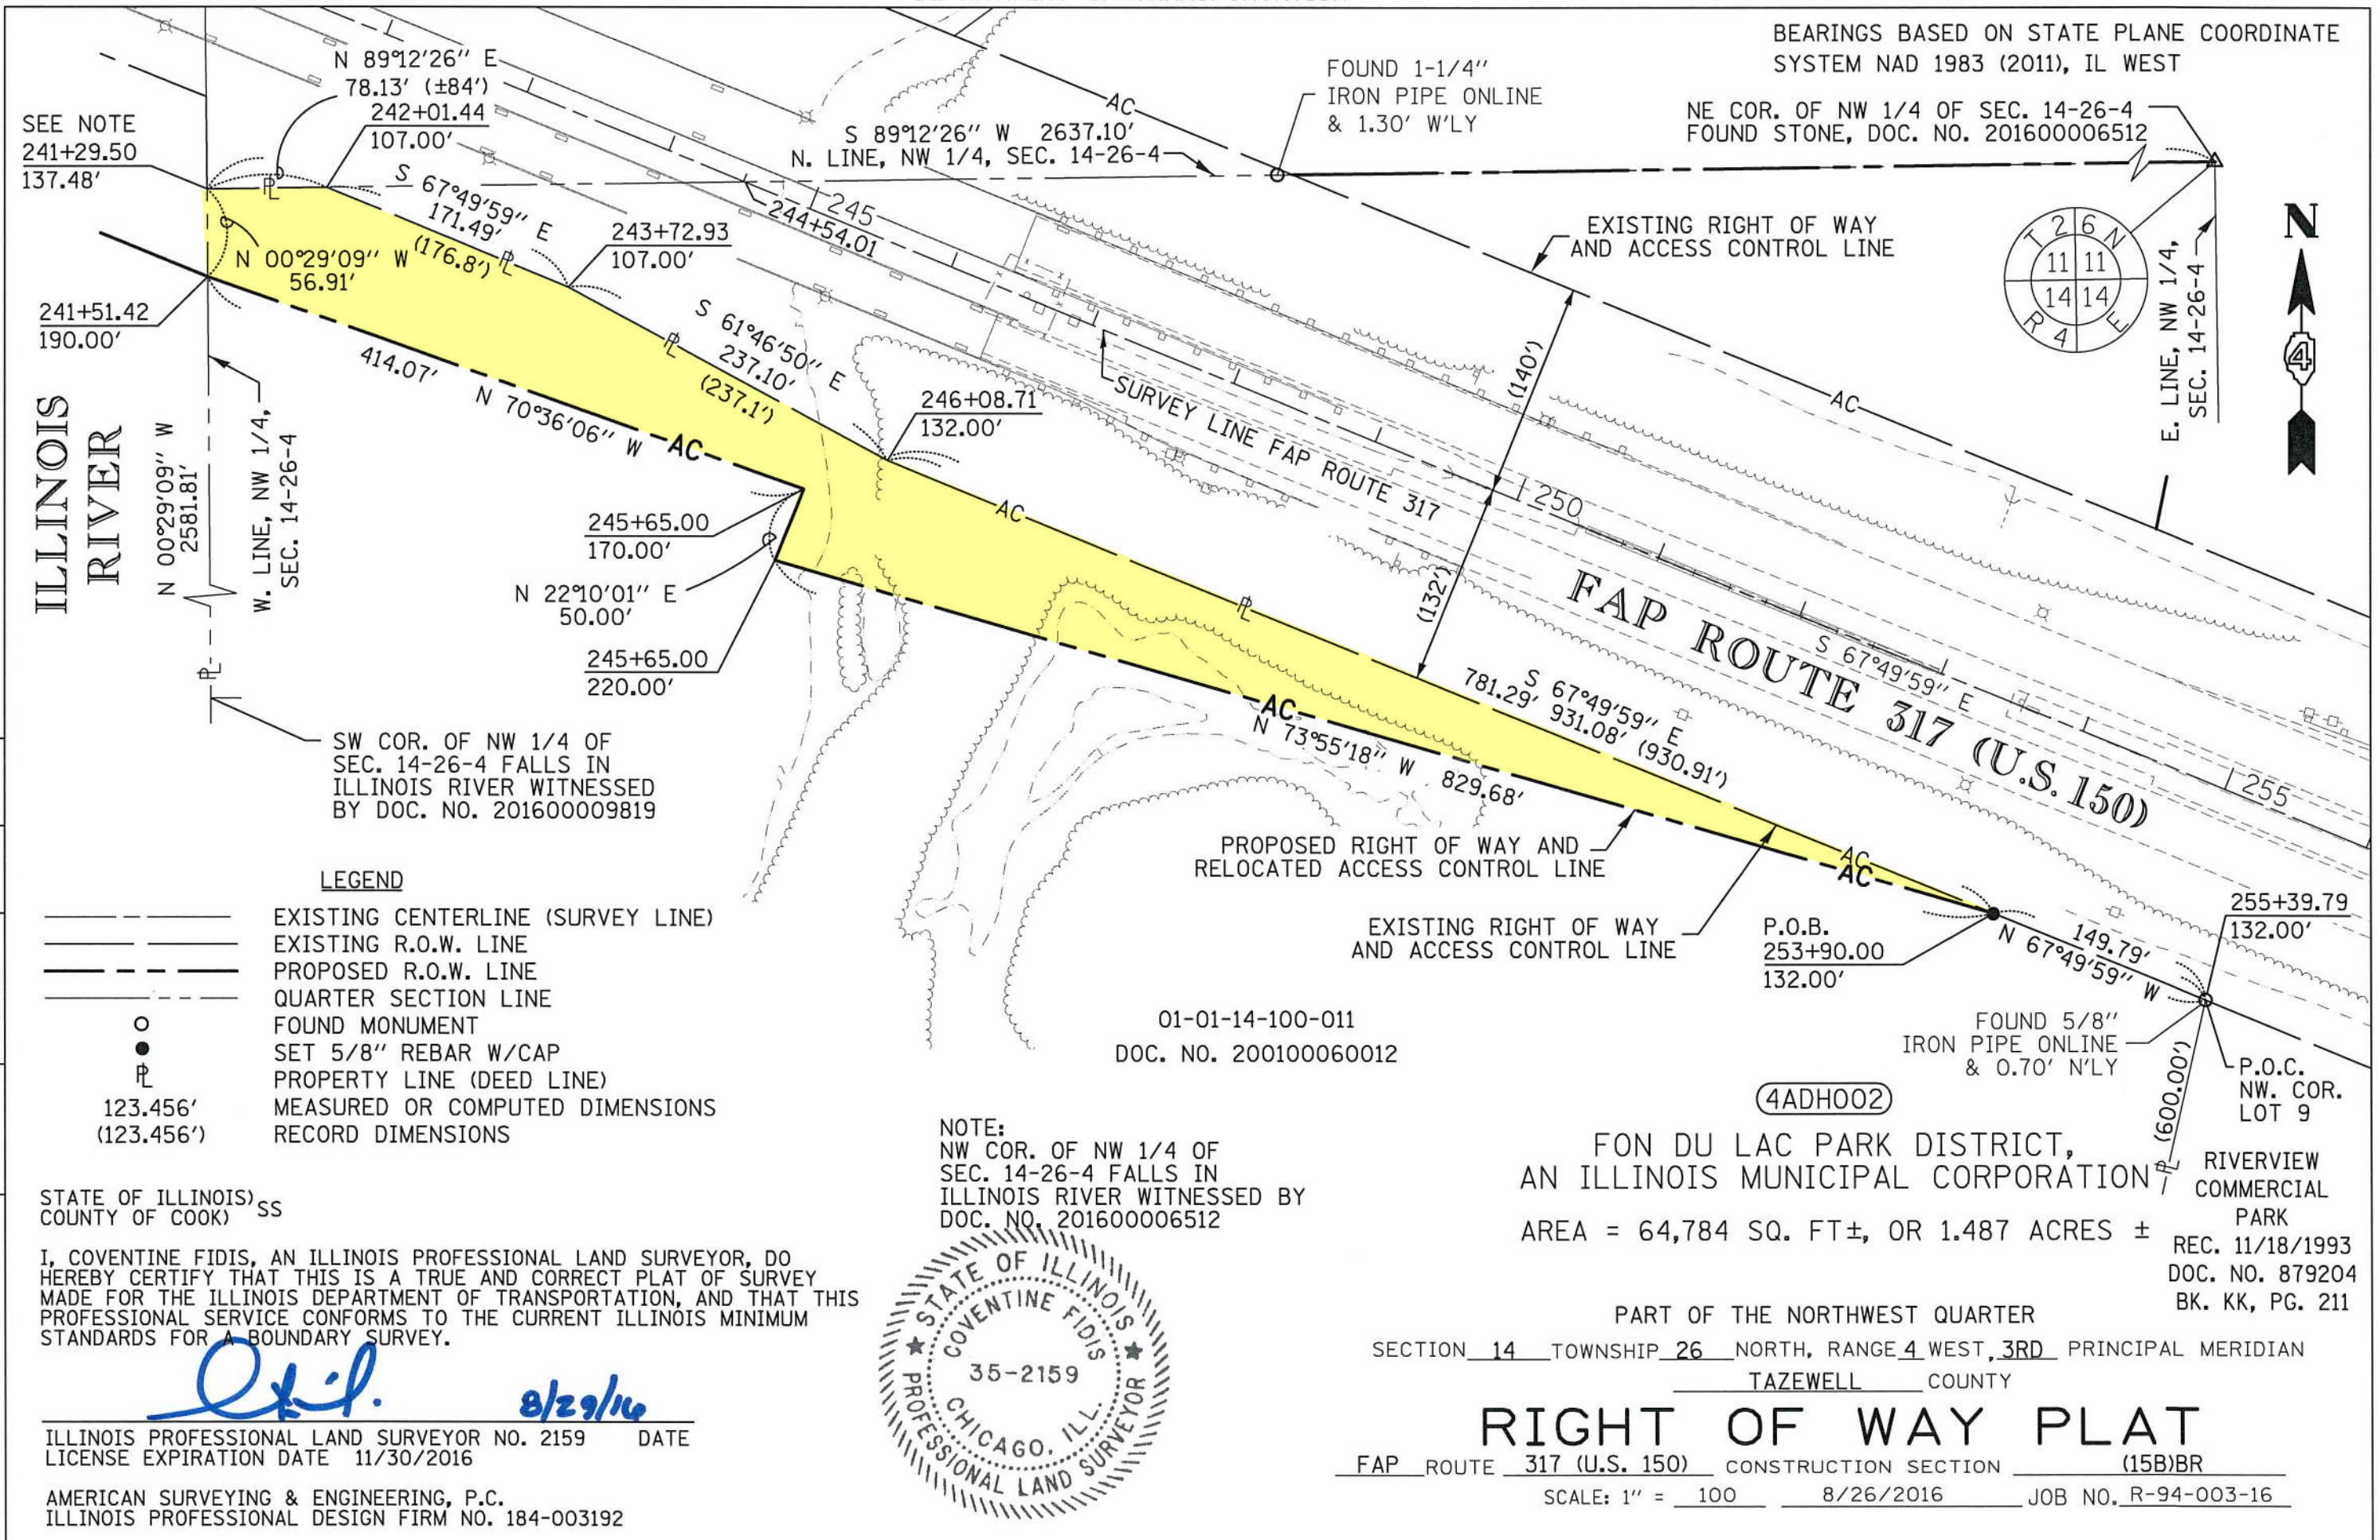 BEARINGS BASED ON STATE PLANE COORDINATE
SYSTEM NAD 1983 (2011), IL WEST
N 89°12'26" E
78.13' (±84')
242+01.44
107.00'
SEE NOTE
241+29.50
137.48'
FOUND 1-1/4"
IRON PIPE ONLINE
& 1.30' W'LY
NE COR. OF NW 1/4 OF SEC. 14-26-4
FOUND STONE, DOC. NO. 201600006512
AC
S 89°12'26" W 2637.10'
N. LINE, NW 1/4, SEC. 14-26-4
PL
S 67°49'59" E
171.49'
(176.8')
PL
243+72.93
107.00'
245
244+54.01
EXISTING RIGHT OF WAY
AND ACCESS CONTROL LINE
T 2 6 N
11 11
14 14
R 4 E
E. LINE, NW 1/4,
SEC. 14-26-4
N
4
N 00°29'09" W
56.91'
241+51.42
190.00'
S 61°46'50" E
237.10'
(237.1')
PL
414.07'
N 70°36'06" W
AC
246+08.71
132.00'
SURVEY LINE FAP ROUTE 317
(140')
(132')
AC
250
ILLINOIS
RIVER
N 00°29'09" W
2581.81'
W. LINE, NW 1/4,
SEC. 14-26-4
PL
245+65.00
170.00'
N 22°10'01" E
50.00'
245+65.00
220.00'
AC
PL
FAP ROUTE 317 (U.S. 150)
S 67°49'59" E
S 67°49'59" E
781.29' 931.08' (930.91')
AC
N 73°55'18" W 829.68'
255
SW COR. OF NW 1/4 OF
SEC. 14-26-4 FALLS IN
ILLINOIS RIVER WITNESSED
BY DOC. NO. 201600009819
PROPOSED RIGHT OF WAY AND
RELOCATED ACCESS CONTROL LINE
AC
AC
EXISTING RIGHT OF WAY
AND ACCESS CONTROL LINE
P.O.B.
253+90.00
132.00'
255+39.79
132.00'
149.79'
N 67°49'59" W
LEGEND
EXISTING CENTERLINE (SURVEY LINE)
EXISTING R.O.W. LINE
PROPOSED R.O.W. LINE
QUARTER SECTION LINE
FOUND MONUMENT
SET 5/8" REBAR W/CAP
PL PROPERTY LINE (DEED LINE)
123.456' MEASURED OR COMPUTED DIMENSIONS
(123.456') RECORD DIMENSIONS
01-01-14-100-011
DOC. NO. 200100060012
FOUND 5/8"
IRON PIPE ONLINE
& 0.70' N'LY
(600.00')
PL
P.O.C.
NW. COR.
LOT 9
4ADH002
FON DU LAC PARK DISTRICT,
AN ILLINOIS MUNICIPAL CORPORATION
AREA = 64,784 SQ. FT±, OR 1.487 ACRES ±
RIVERVIEW
COMMERCIAL
PARK
REC. 11/18/1993
DOC. NO. 879204
BK. KK, PG. 211
NOTE:
NW COR. OF NW 1/4 OF
SEC. 14-26-4 FALLS IN
ILLINOIS RIVER WITNESSED BY
DOC. NO. 201600006512
STATE OF ILLINOIS)
COUNTY OF COOK) SS
I, COVENTINE FIDIS, AN ILLINOIS PROFESSIONAL LAND SURVEYOR, DO
HEREBY CERTIFY THAT THIS IS A TRUE AND CORRECT PLAT OF SURVEY
MADE FOR THE ILLINOIS DEPARTMENT OF TRANSPORTATION, AND THAT THIS
PROFESSIONAL SERVICE CONFORMS TO THE CURRENT ILLINOIS MINIMUM
STANDARDS FOR A BOUNDARY SURVEY.
8/29/16
ILLINOIS PROFESSIONAL LAND SURVEYOR NO. 2159 DATE
LICENSE EXPIRATION DATE 11/30/2016
AMERICAN SURVEYING & ENGINEERING, P.C.
ILLINOIS PROFESSIONAL DESIGN FIRM NO. 184-003192
STATE OF ILLINOIS
COVENTINE FIDIS
35-2159
CHICAGO, ILL.
PROFESSIONAL LAND SURVEYOR
PART OF THE NORTHWEST QUARTER
SECTION 14 TOWNSHIP 26 NORTH, RANGE 4 WEST, 3RD PRINCIPAL MERIDIAN
TAZEWELL COUNTY
RIGHT OF WAY PLAT
FAP ROUTE 317 (U.S. 150) CONSTRUCTION SECTION (15B)BR
SCALE: 1" = 100 8/26/2016 JOB NO. R-94-003-16